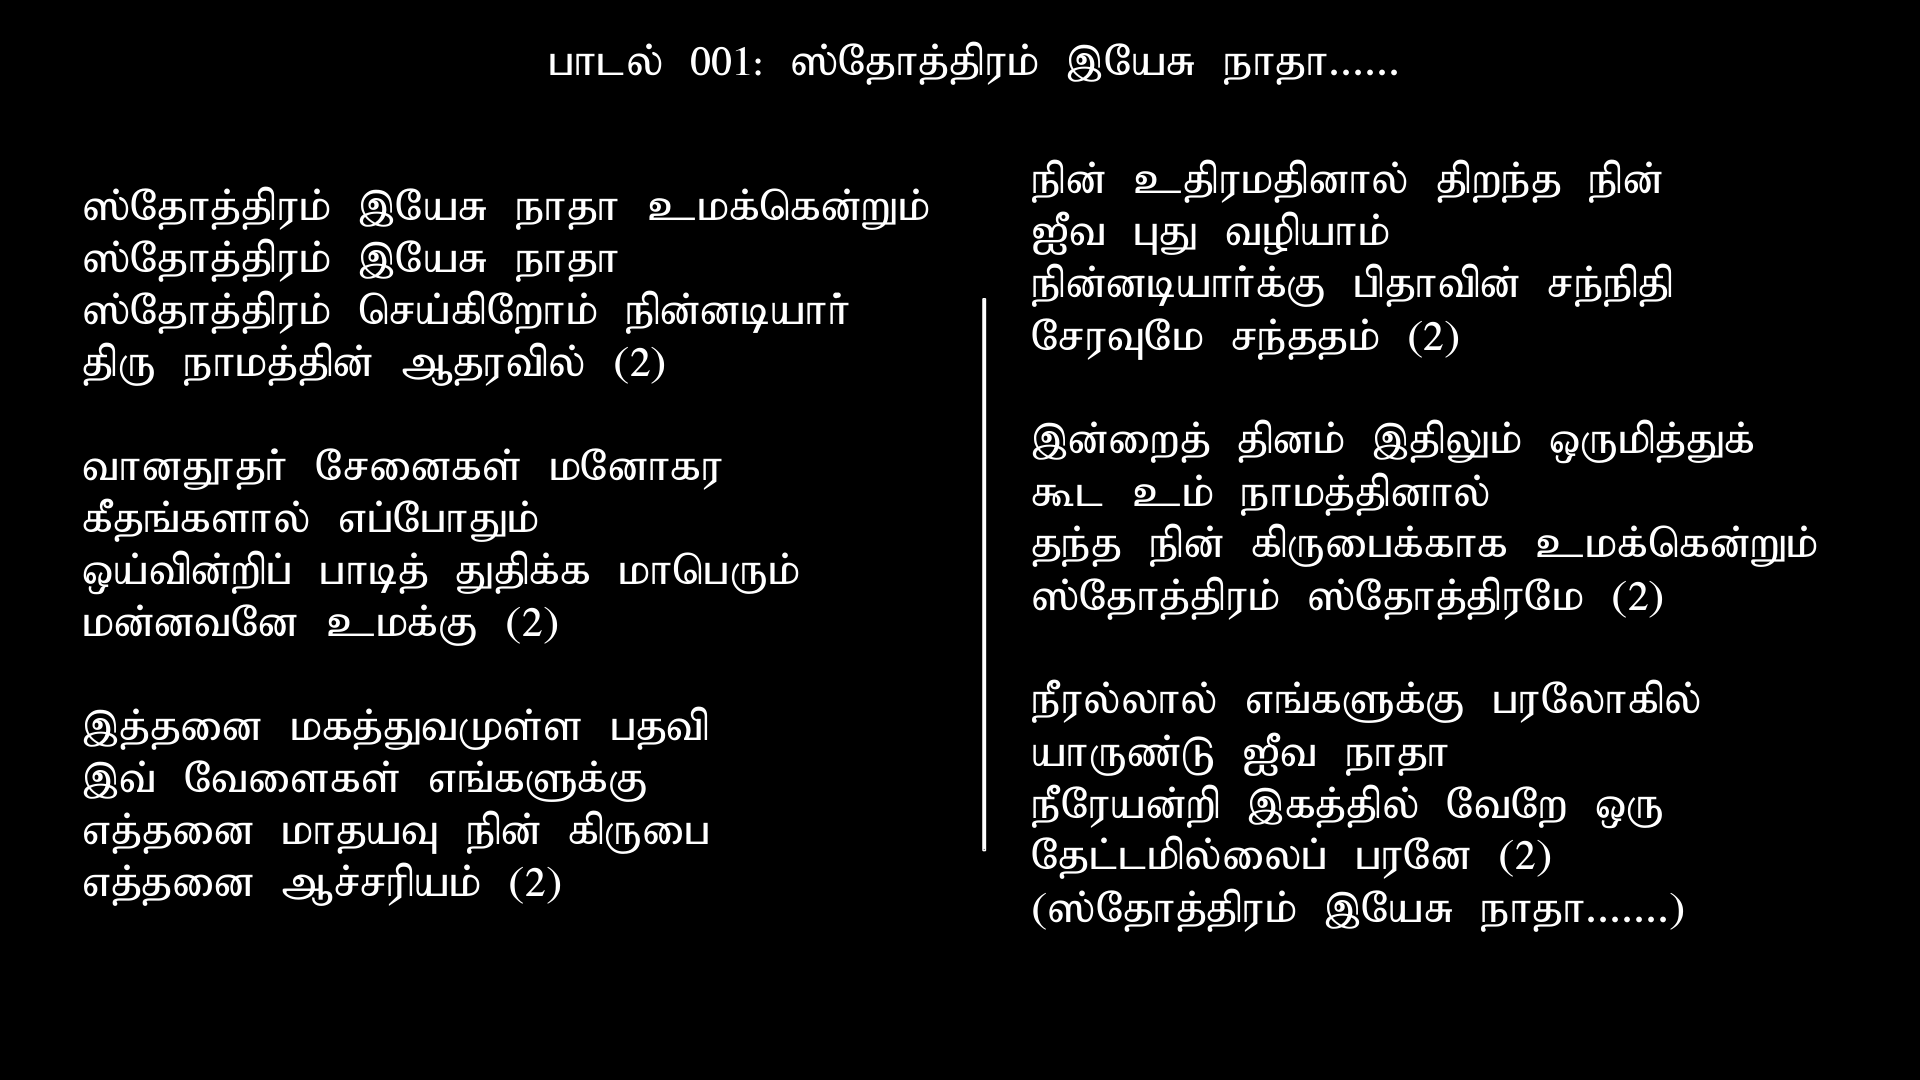 பாடல் 001: ஸ்தோத்திரம் இயேசு நாதா......
ஸ்தோத்திரம் இயேசு நாதா உமக்கென்றும்
ஸ்தோத்திரம் இயேசு நாதா
ஸ்தோத்திரம் செய்கிறோம் நின்னடியார்
திரு நாமத்தின் ஆதரவில் (2)
வானதூதர் சேனைகள் மனோகர
கீதங்களால் எப்போதும்
ஒய்வின்றிப் பாடித் துதிக்க மாபெரும்
மன்னவனே உமக்கு (2)
இத்தனை மகத்துவமுள்ள பதவி
இவ் வேளைகள் எங்களுக்கு
எத்தனை மாதயவு நின் கிருபை
எத்தனை ஆச்சரியம் (2)
நின் உதிரமதினால் திறந்த நின்
ஜீவ புது வழியாம்
நின்னடியார்க்கு பிதாவின் சந்நிதி
சேரவுமே சந்ததம் (2)
இன்றைத் தினம் இதிலும் ஒருமித்துக்
கூட உம் நாமத்தினால்
தந்த நின் கிருபைக்காக உமக்கென்றும்
ஸ்தோத்திரம் ஸ்தோத்திரமே (2)
நீரல்லால் எங்களுக்கு பரலோகில்
யாருண்டு ஜீவ நாதா
நீரேயன்றி இகத்தில் வேறே ஒரு
தேட்டமில்லைப் பரனே (2)
(ஸ்தோத்திரம் இயேசு நாதா.......)